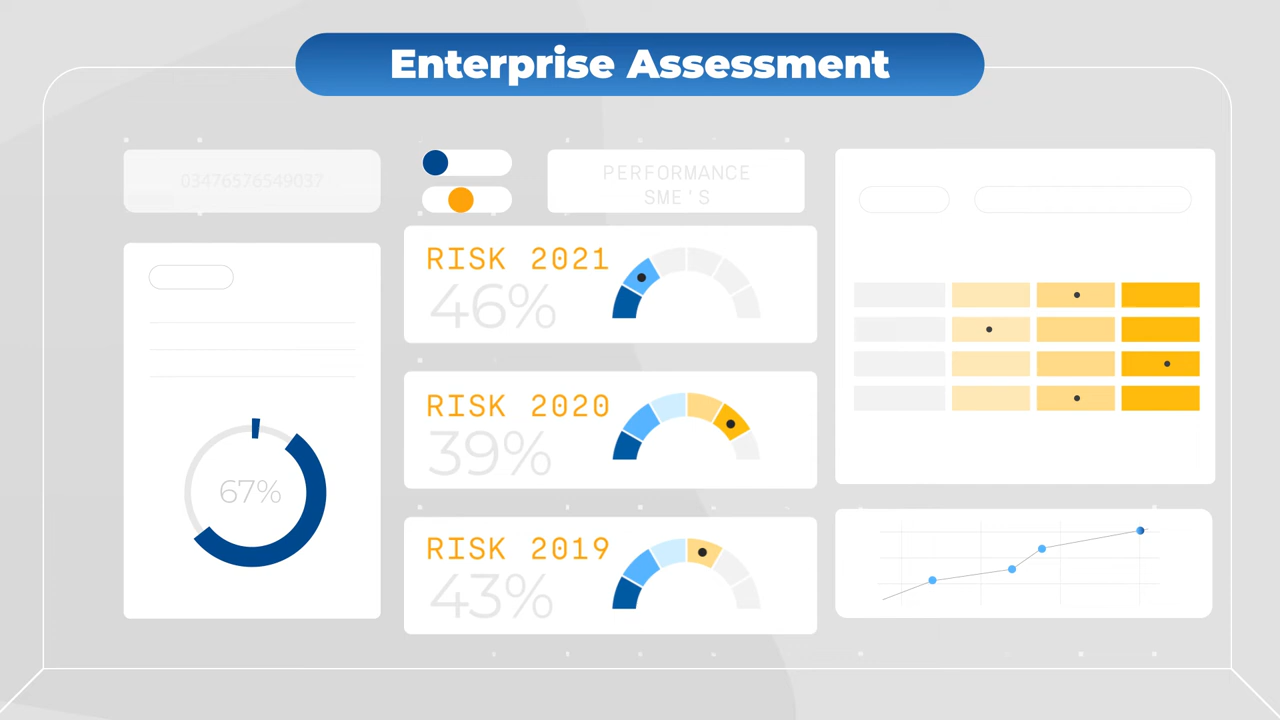 Enterprise Assessment
03476576549037
PERFORMANCE
SME'S
RISK 2021
46%
RISK 2020
39%
RISK 2019
43%
67%